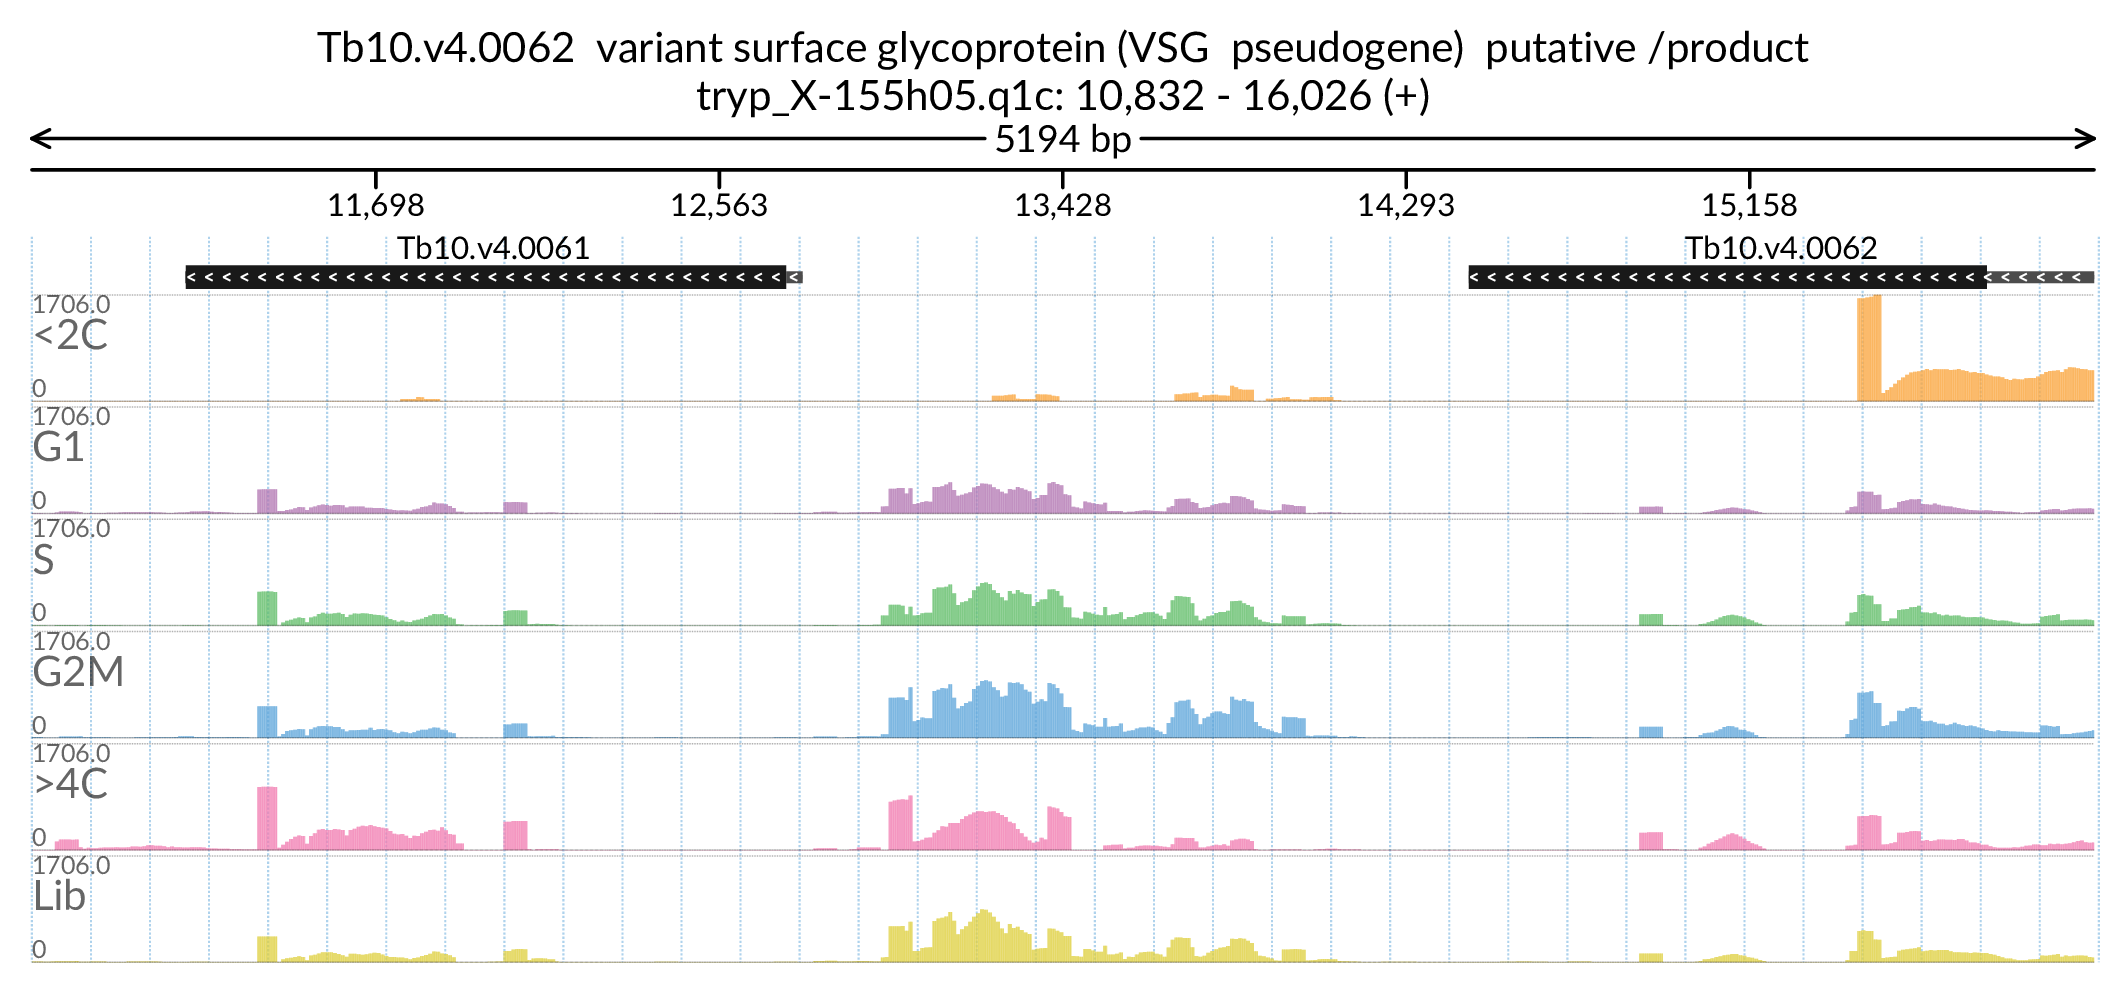 Tb10.v4.0062 variant surface glycoprotein (VSG pseudogene) putative /product
tryp_X-155h05.q1c: 10,832 - 16,026 (+)
5194 bp
11,698 12,563 13,428 14,293 15,158
Tb10.v4.0061 Tb10.v4.0062
1706.0
<2C
0
1706.0
G1
0
1706.0
S
0
1706.0
G2M
0
1706.0
>4C
0
1706.0
Lib
0